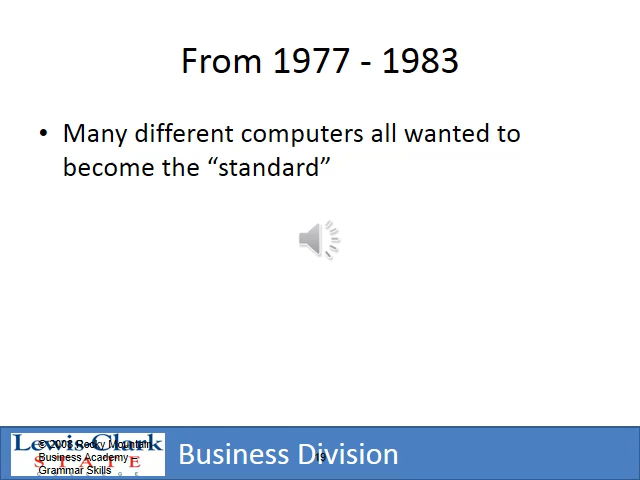 From 1977 - 1983
• Many different computers all wanted to
become the “standard”
Lewis-Clark
STATE
© 2008 Rocky Mountain
Business Academy
Grammar Skills
Business Division
19